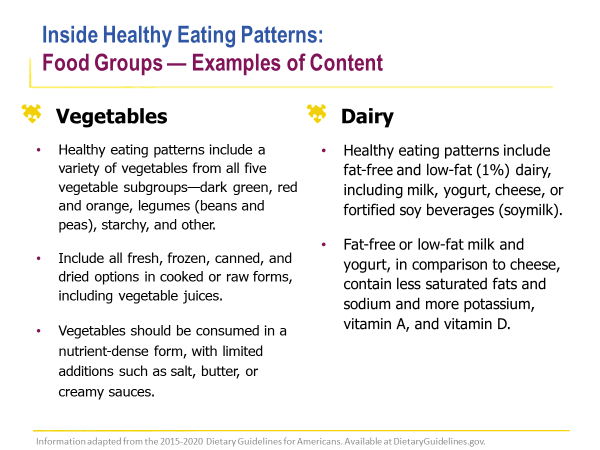 Inside Healthy Eating Patterns:
Food Groups — Examples of Content
Vegetables
• Healthy eating patterns include a
variety of vegetables from all five
vegetable subgroups—dark green, red
and orange, legumes (beans and
peas), starchy, and other.
• Include all fresh, frozen, canned, and
dried options in cooked or raw forms,
including vegetable juices.
• Vegetables should be consumed in a
nutrient-dense form, with limited
additions such as salt, butter, or
creamy sauces.
Dairy
• Healthy eating patterns include
fat-free and low-fat (1%) dairy,
including milk, yogurt, cheese, or
fortified soy beverages (soymilk).
• Fat-free or low-fat milk and
yogurt, in comparison to cheese,
contain less saturated fats and
sodium and more potassium,
vitamin A, and vitamin D.
Information adapted from the 2015-2020 Dietary Guidelines for Americans. Available at DietaryGuidelines.gov.